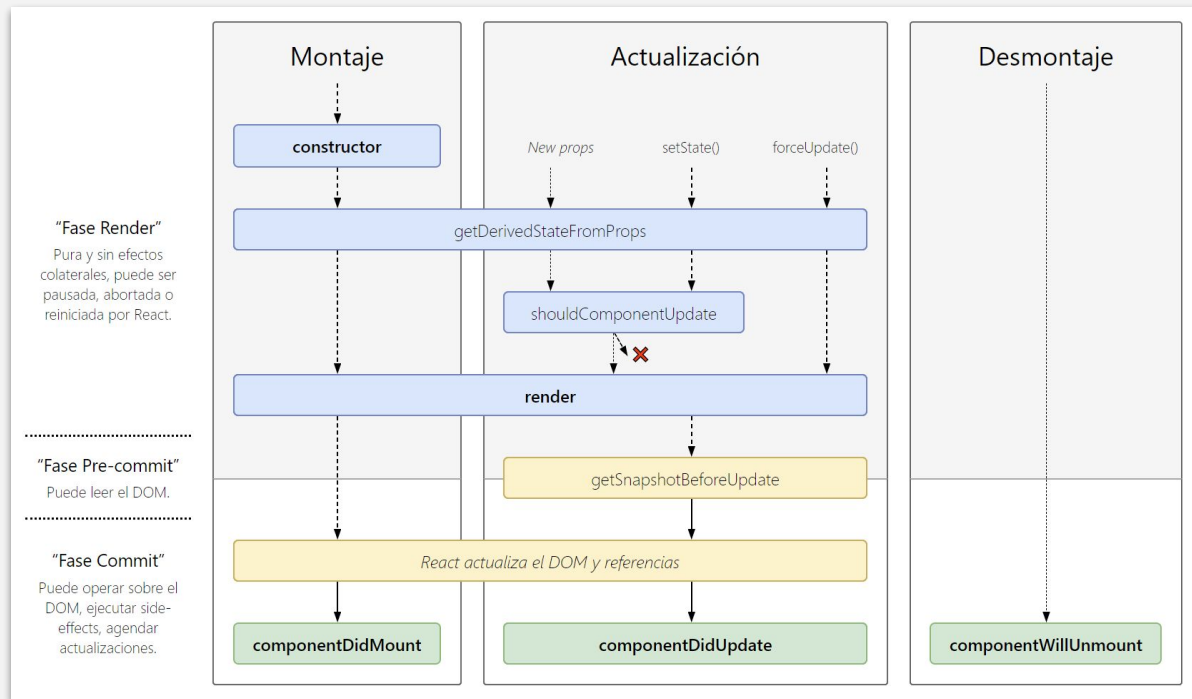 Montaje
Actualización
Desmontaje
constructor
New props
setState()
forceUpdate()
getDerivedStateFromProps
shouldComponentUpdate
render
getSnapshotBeforeUpdate
React actualiza el DOM y referencias
componentDidMount
componentDidUpdate
componentWillUnmount
“Fase Render”
Pura y sin efectos
colaterales, puede ser
pausada, abortada o
reiniciada por React.
“Fase Pre-commit”
Puede leer el DOM.
“Fase Commit”
Puede operar sobre el
DOM, ejecutar side-
effects, agendar
actualizaciones.